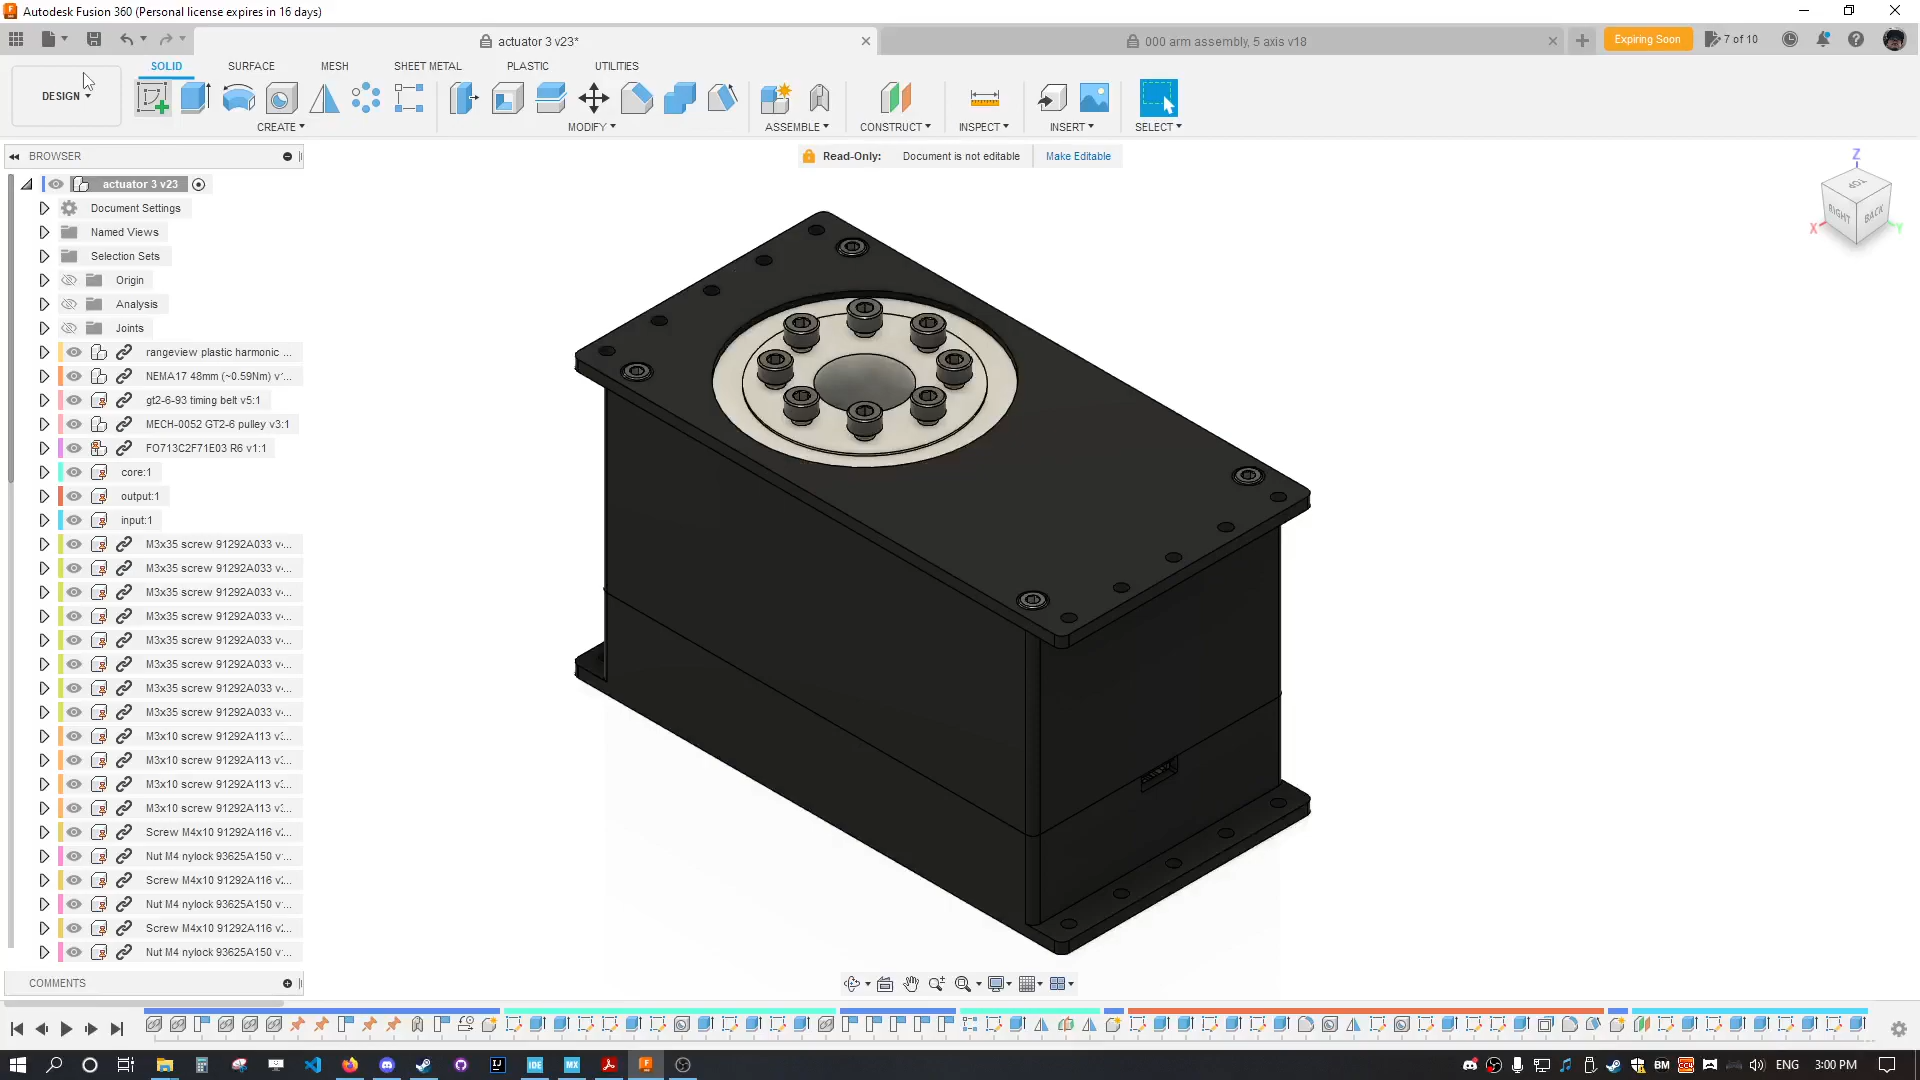 Autodesk Fusion 360 (Personal license expires in 16 days)
actuator 3 v23*
000 arm assembly, 5 axis v18
Expiring Soon
7 of 10
DESIGN
SOLID
SURFACE
MESH
SHEET METAL
PLASTIC
UTILITIES
CREATE
MODIFY
ASSEMBLE
CONSTRUCT
INSPECT
INSERT
SELECT
BROWSER
Read-Only:
Document is not editable
Make Editable
actuator 3 v23
Document Settings
Named Views
Selection Sets
Origin
Analysis
Joints
rangeview plastic harmonic ...
NEMA17 48mm (~0.59Nm) v...
gt2-6-93 timing belt v5:1
MECH-0052 GT2-6 pulley v3:1
FO713C2F71E03 R6 v1:1
core:1
output:1
input:1
M3x35 screw 91292A033 v...
M3x35 screw 91292A033 v...
M3x35 screw 91292A033 v...
M3x35 screw 91292A033 v...
M3x35 screw 91292A033 v...
M3x35 screw 91292A033 v...
M3x35 screw 91292A033 v...
M3x35 screw 91292A033 v...
M3x10 screw 91292A113 v...
M3x10 screw 91292A113 v...
M3x10 screw 91292A113 v...
M3x10 screw 91292A113 v...
Screw M4x10 91292A116 v...
Nut M4 nylock 93625A150 v...
Screw M4x10 91292A116 v...
Nut M4 nylock 93625A150 v...
Screw M4x10 91292A116 v...
Nut M4 nylock 93625A150 v...
COMMENTS
Z
TOP
RIGHT
BACK
X
Y
IDE
MX
BM
ENG
3:00 PM